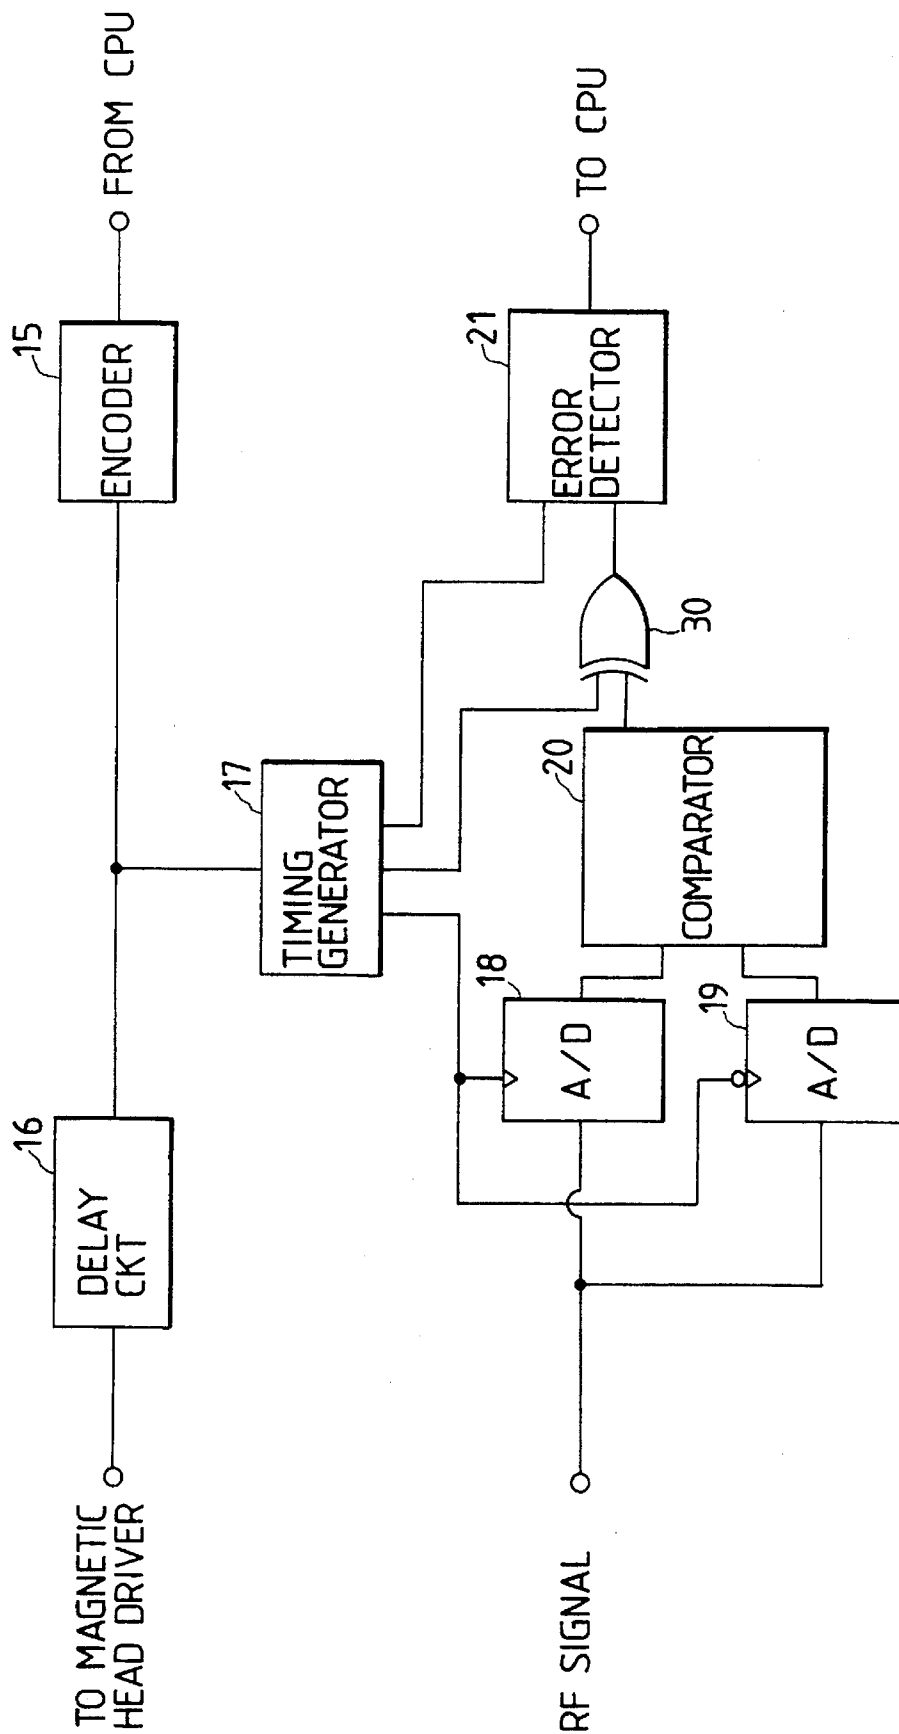 TO MAGNETIC
HEAD DRIVER
16
DELAY
CKT
15
ENCODER
FROM CPU
17
TIMING
GENERATOR
RF SIGNAL
18
A/D
19
A/D
20
COMPARATOR
30
21
ERROR
DETECTOR
TO CPU